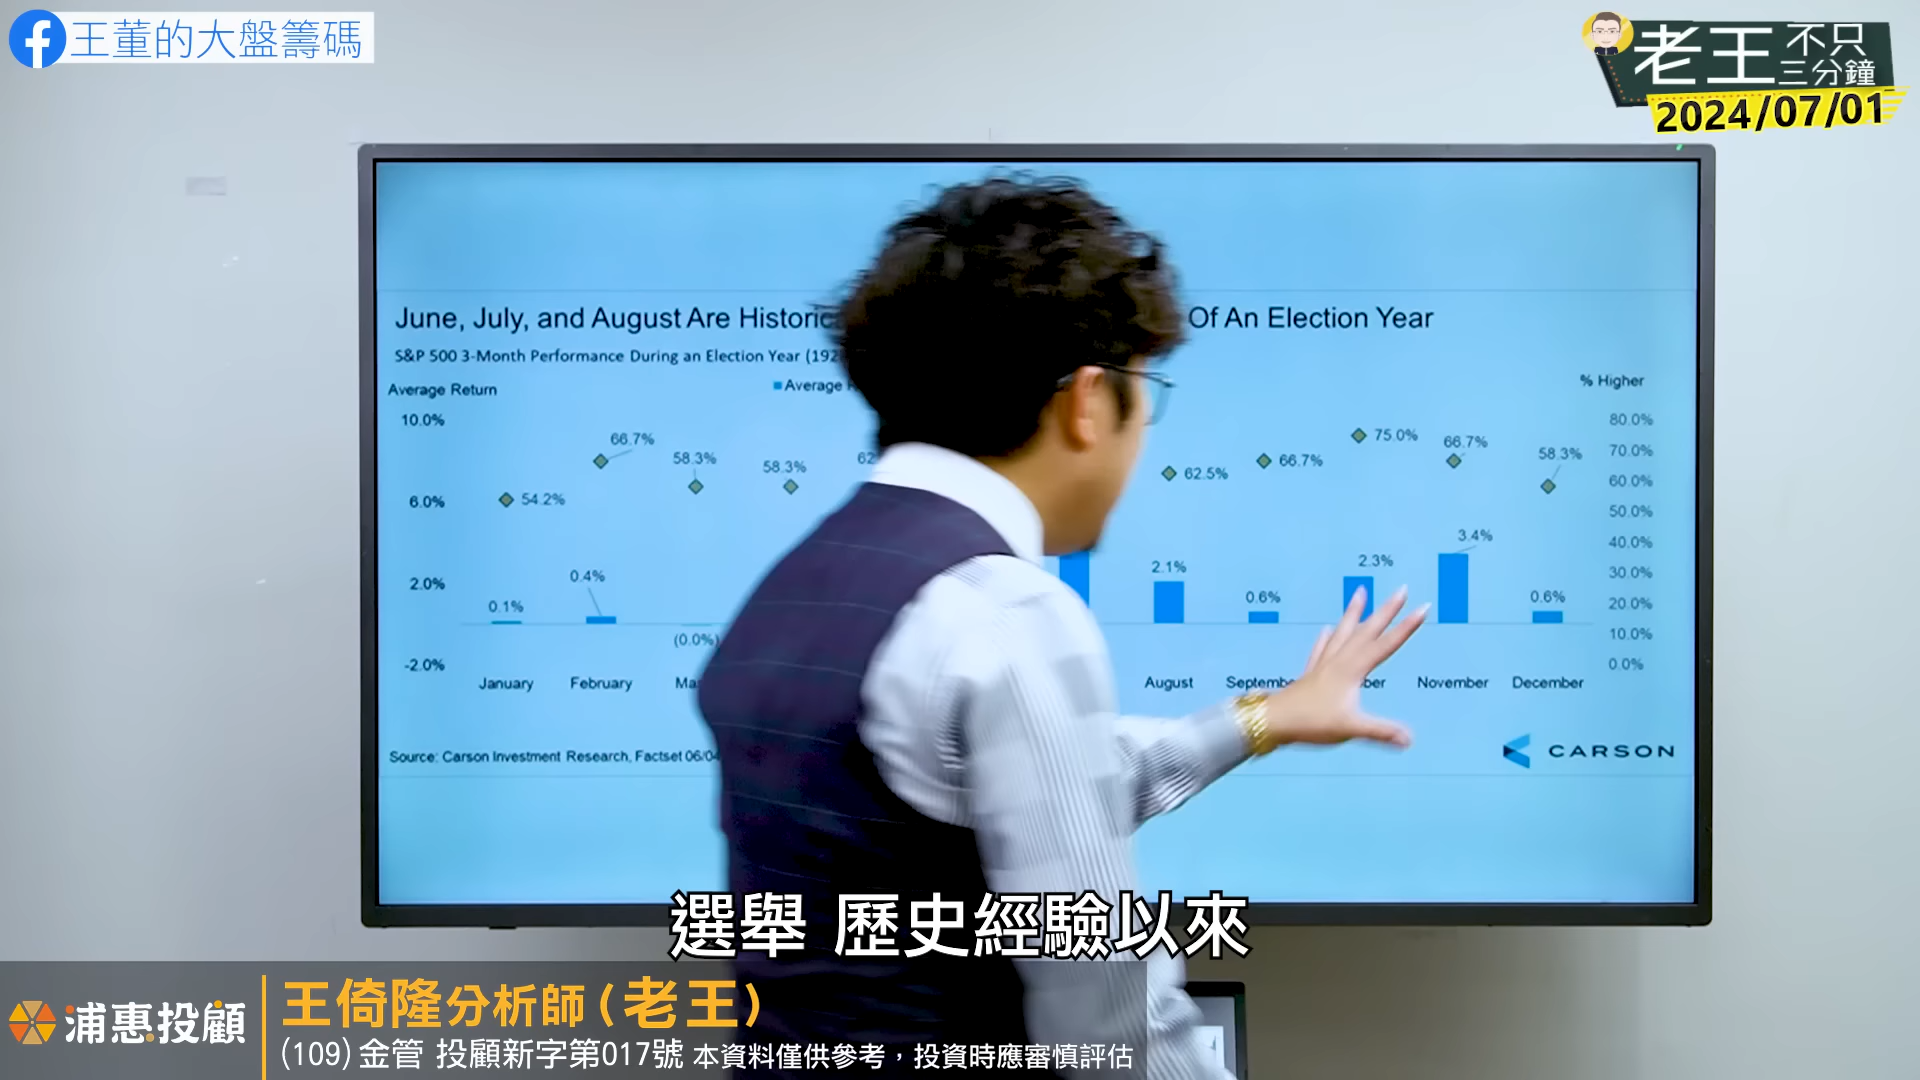 王董的大盤籌碼
老王不只三分鐘
2024/07/01
June, July, and August Are Of An Election Year
S&P 500 3-Month Performance During an Election Year
Average Return
Average
% Higher
10.0%
6.0%
2.0%
-2.0%
54.2%
66.7%
58.3%
58.3%
62.5%
66.7%
75.0%
66.7%
58.3%
0.1%
0.4%
(0.0%)
2.1%
0.6%
2.3%
3.4%
0.6%
80.0%
70.0%
60.0%
50.0%
40.0%
30.0%
20.0%
10.0%
0.0%
January February August November December
Source: Carson Investment Research, Factset
CARSON
選舉 歷史經驗以來
浦惠投顧
王倚隆分析師(老王)
(109)金管 投顧新字第017號 本資料僅供參考，投資時應審慎評估